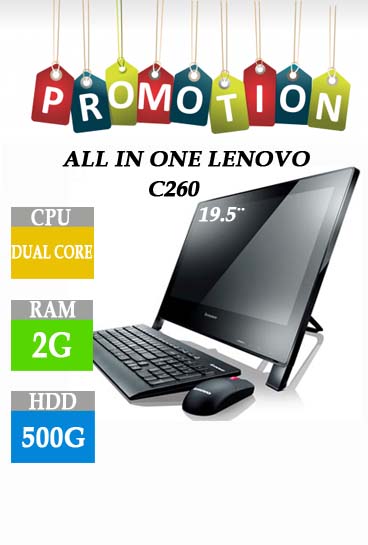 PROMOTION
ALL IN ONE LENOVO
C260
19.5¨
CPU
DUAL CORE
RAM
2G
HDD
500G